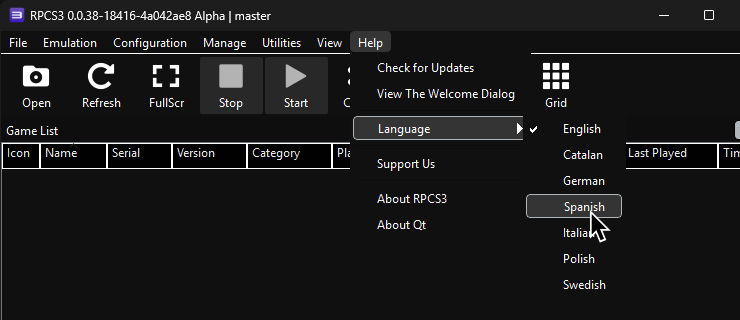 RPCS3 0.0.38-18416-4a042ae8 Alpha | master
File Emulation Configuration Manage Utilities View Help
Open Refresh FullScr Stop Start Grid
Check for Updates
View The Welcome Dialog
Language
Support Us
About RPCS3
About Qt
English
Catalan
German
Spanish
Italian
Polish
Swedish
Game List
Icon Name Serial Version Category Last Played